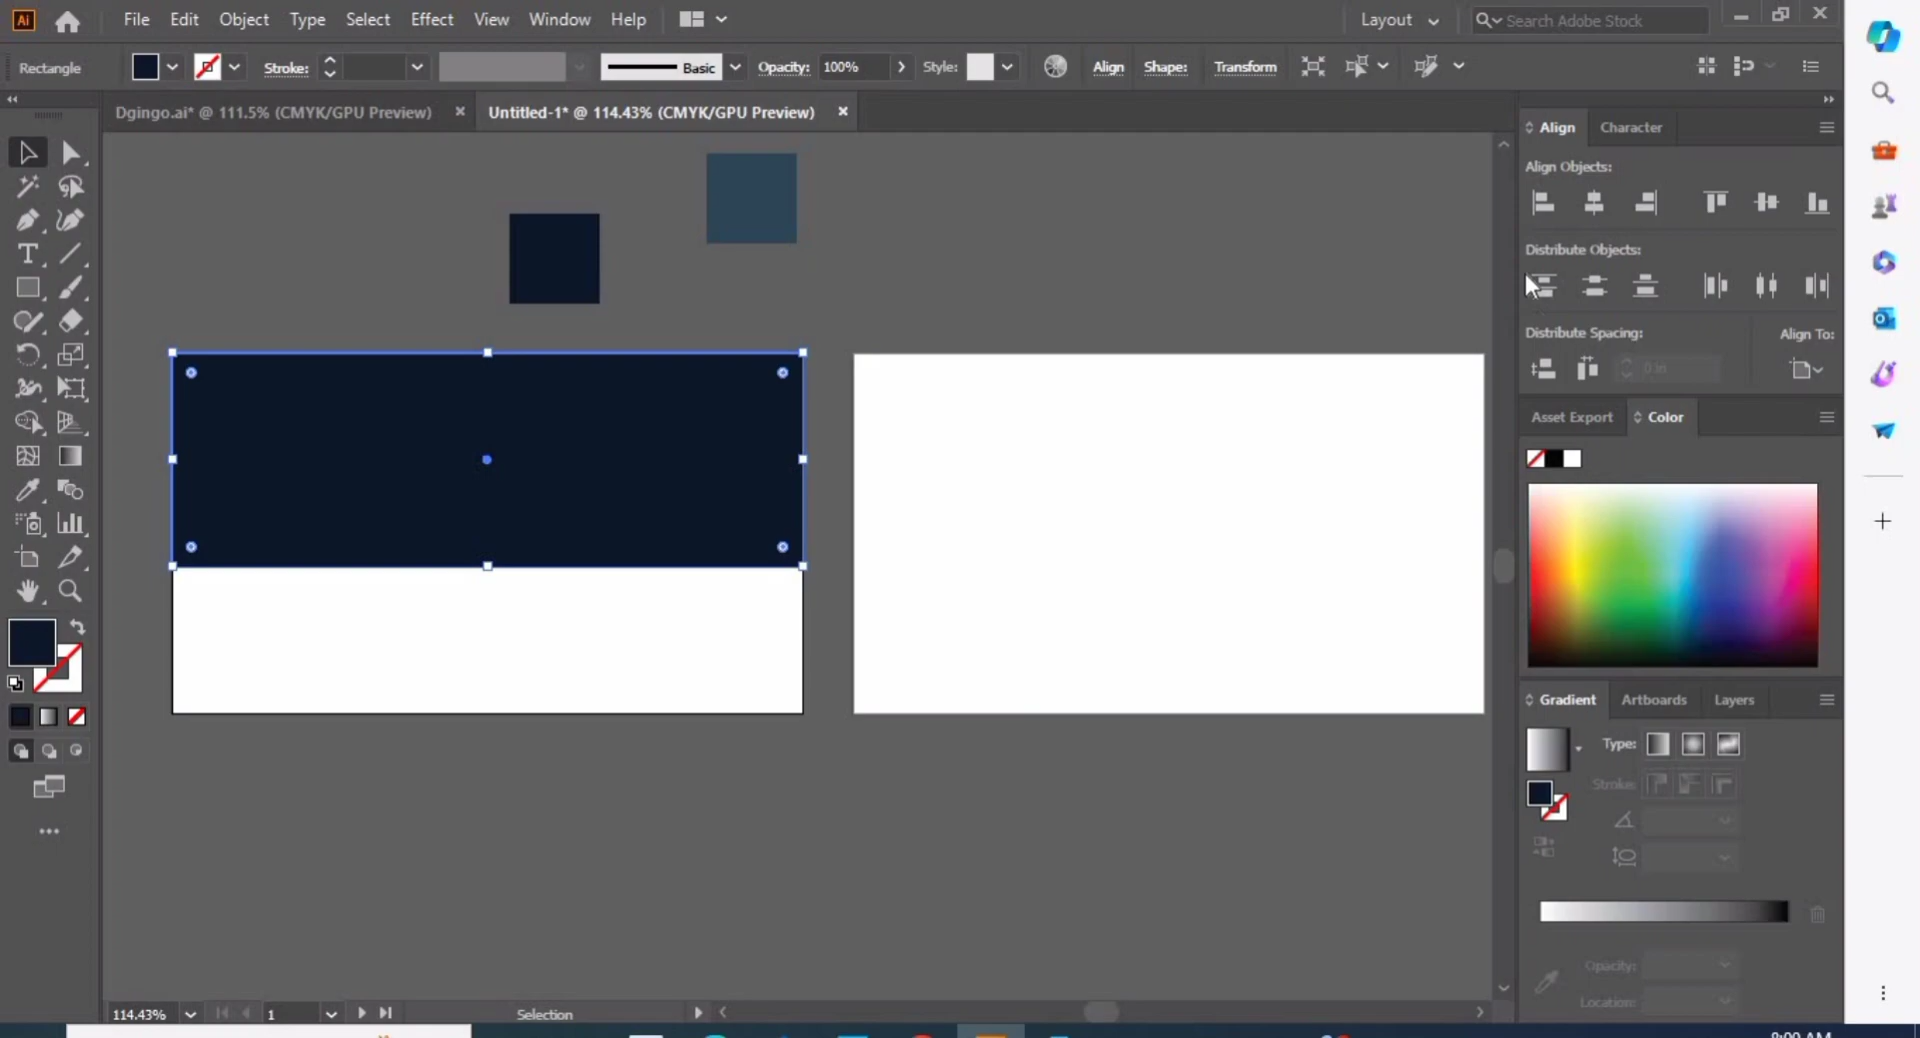 Ai File Edit Object Type Select Effect View Window Help Layout Search Adobe Stock
Rectangle Stroke: Basic Opacity: 100% Style: Align Shape: Transform
Dgingo.ai* @ 111.5% (CMYK/GPU Preview) Untitled-1* @ 114.43% (CMYK/GPU Preview)
Align Character
Align Objects:
Distribute Objects:
Distribute Spacing: Align To:
0 in
Asset Export Color
Gradient Artboards Layers
Type:
Stroke:
Opacity:
Location:
114.43% 1 Selection